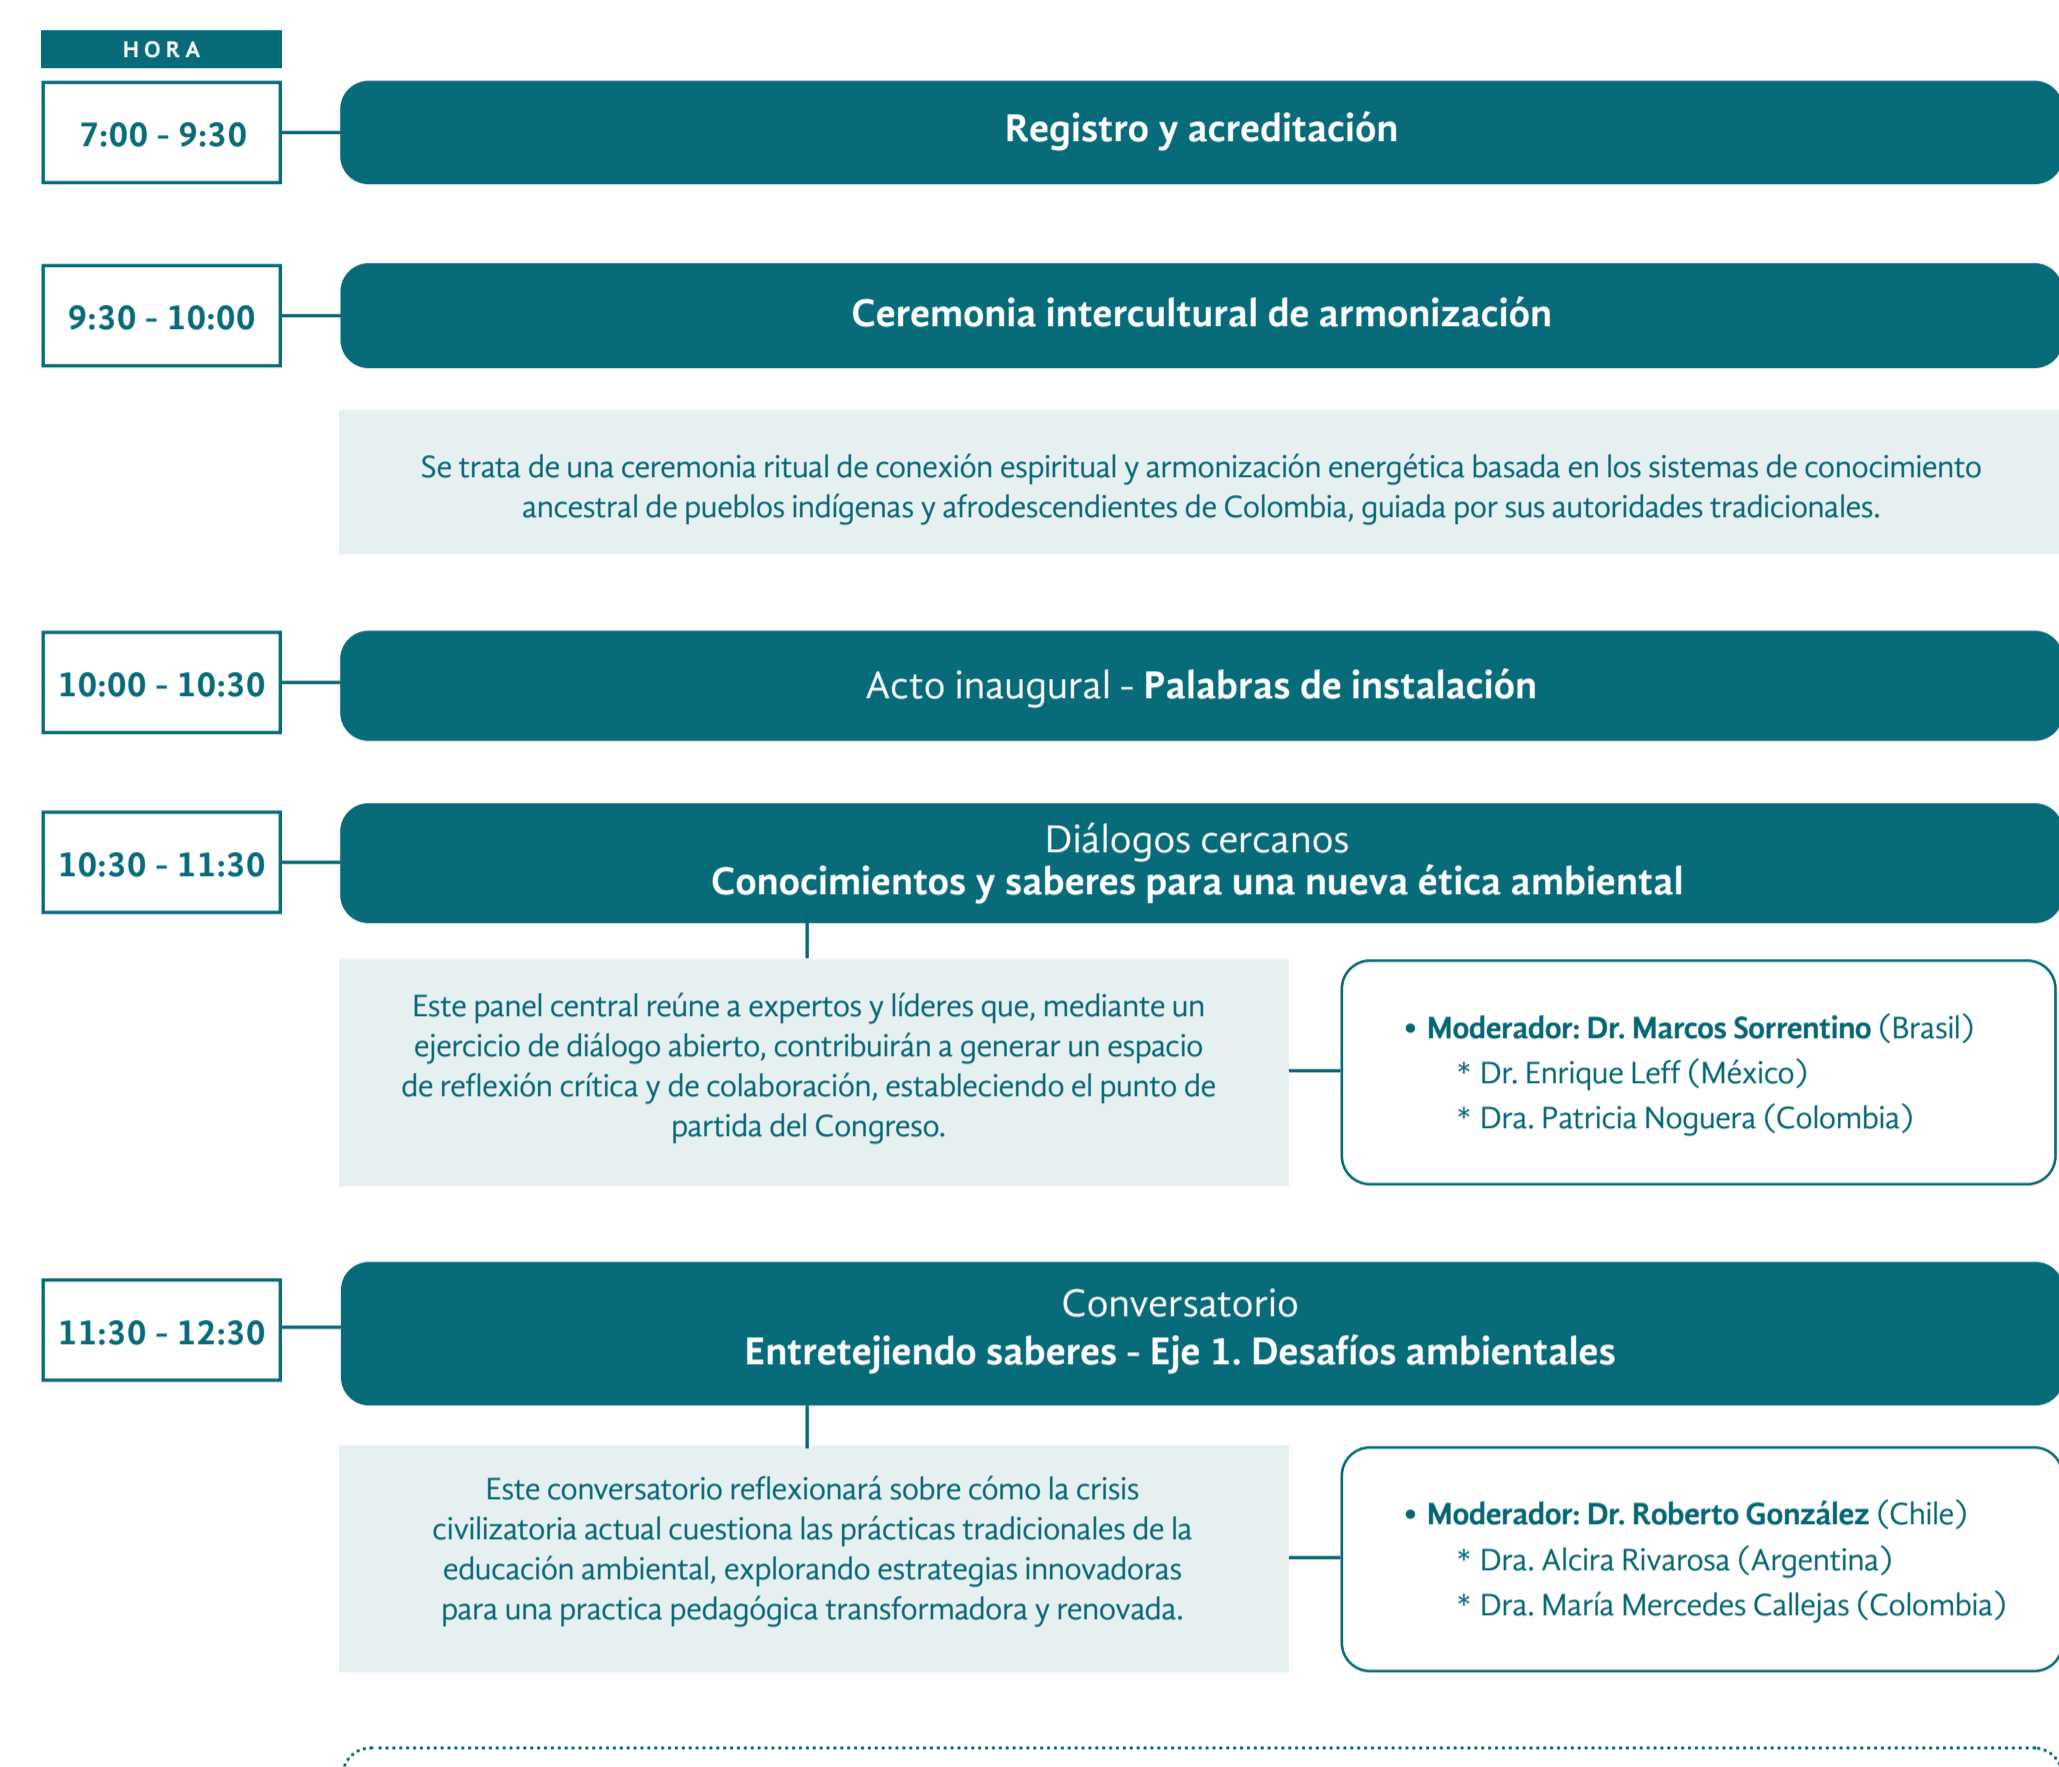 HORA
7:00 - 9:30
Registro y acreditación
9:30 - 10:00
Ceremonia intercultural de armonización
Se trata de una ceremonia ritual de conexión espiritual y armonización energética basada en los sistemas de conocimiento
ancestral de pueblos indígenas y afrodescendientes de Colombia, guiada por sus autoridades tradicionales.
10:00 - 10:30
Acto inaugural - Palabras de instalación
10:30 - 11:30
Diálogos cercanos
Conocimientos y saberes para una nueva ética ambiental
Este panel central reúne a expertos y líderes que, mediante un
ejercicio de diálogo abierto, contribuirán a generar un espacio
de reflexión crítica y de colaboración, estableciendo el punto de
partida del Congreso.
• Moderador: Dr. Marcos Sorrentino (Brasil)
* Dr. Enrique Leff (México)
* Dra. Patricia Noguera (Colombia)
11:30 - 12:30
Conversatorio
Entretejiendo saberes - Eje 1. Desafíos ambientales
Este conversatorio reflexionará sobre cómo la crisis
civilizatoria actual cuestiona las prácticas tradicionales de la
educación ambiental, explorando estrategias innovadoras
para una practica pedagógica transformadora y renovada.
• Moderador: Dr. Roberto González (Chile)
* Dra. Alcira Rivarosa (Argentina)
* Dra. María Mercedes Callejas (Colombia)